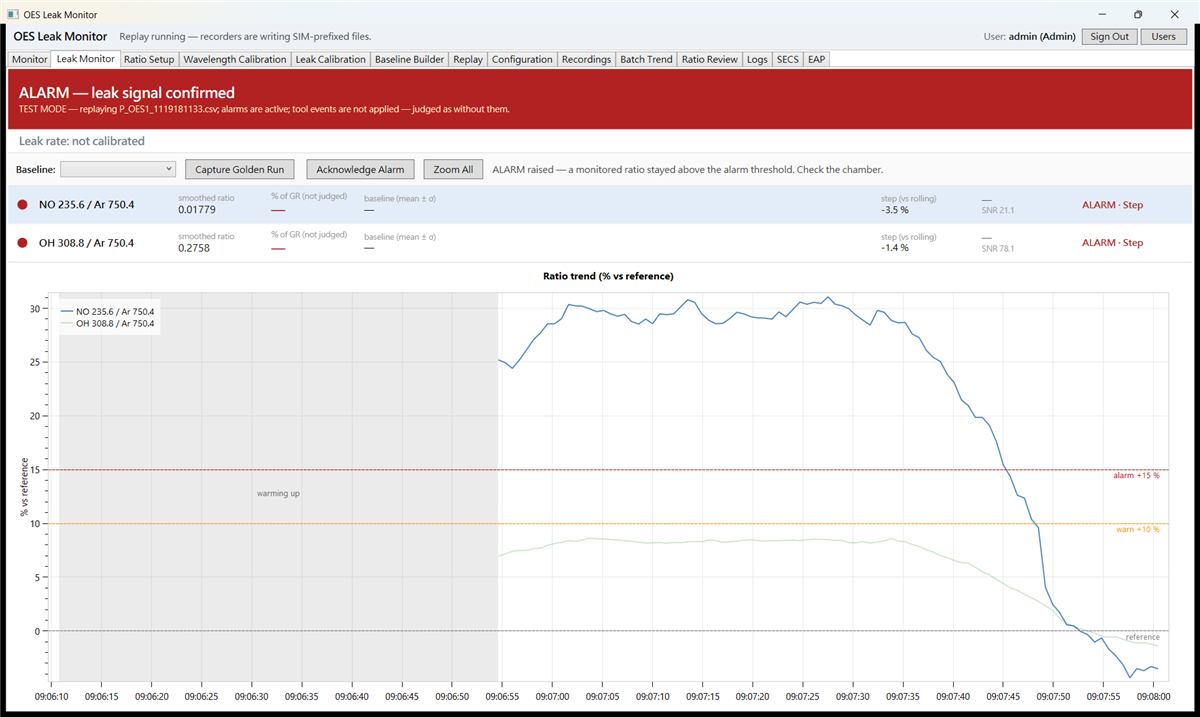 OES Leak Monitor
OES Leak Monitor Replay running — recorders are writing SIM-prefixed files. User: admin (Admin) Sign Out Users
Monitor Leak Monitor Ratio Setup Wavelength Calibration Leak Calibration Baseline Builder Replay Configuration Recordings Batch Trend Ratio Review Logs SECS EAP
ALARM — leak signal confirmed
TEST MODE — replaying P_OES1_1119181133.csv; alarms are active; tool events are not applied — judged as without them.
Leak rate: not calibrated
Baseline: Capture Golden Run Acknowledge Alarm Zoom All ALARM raised — a monitored ratio stayed above the alarm threshold. Check the chamber.
smoothed ratio % of GR (not judged) baseline (mean ± σ) step (vs rolling) —
NO 235.6 / Ar 750.4 0.01779 — — -3.5 % SNR 21.1 ALARM · Step
smoothed ratio % of GR (not judged) baseline (mean ± σ) step (vs rolling) —
OH 308.8 / Ar 750.4 0.2758 — — -1.4 % SNR 78.1 ALARM · Step
Ratio trend (% vs reference)
NO 235.6 / Ar 750.4
OH 308.8 / Ar 750.4
% vs reference
30
25
20
15
10
5
0
warming up
alarm +15 %
warn +10 %
reference
09:06:10 09:06:15 09:06:20 09:06:25 09:06:30 09:06:35 09:06:40 09:06:45 09:06:50 09:06:55 09:07:00 09:07:05 09:07:10 09:07:15 09:07:20 09:07:25 09:07:30 09:07:35 09:07:40 09:07:45 09:07:50 09:07:55 09:08:00